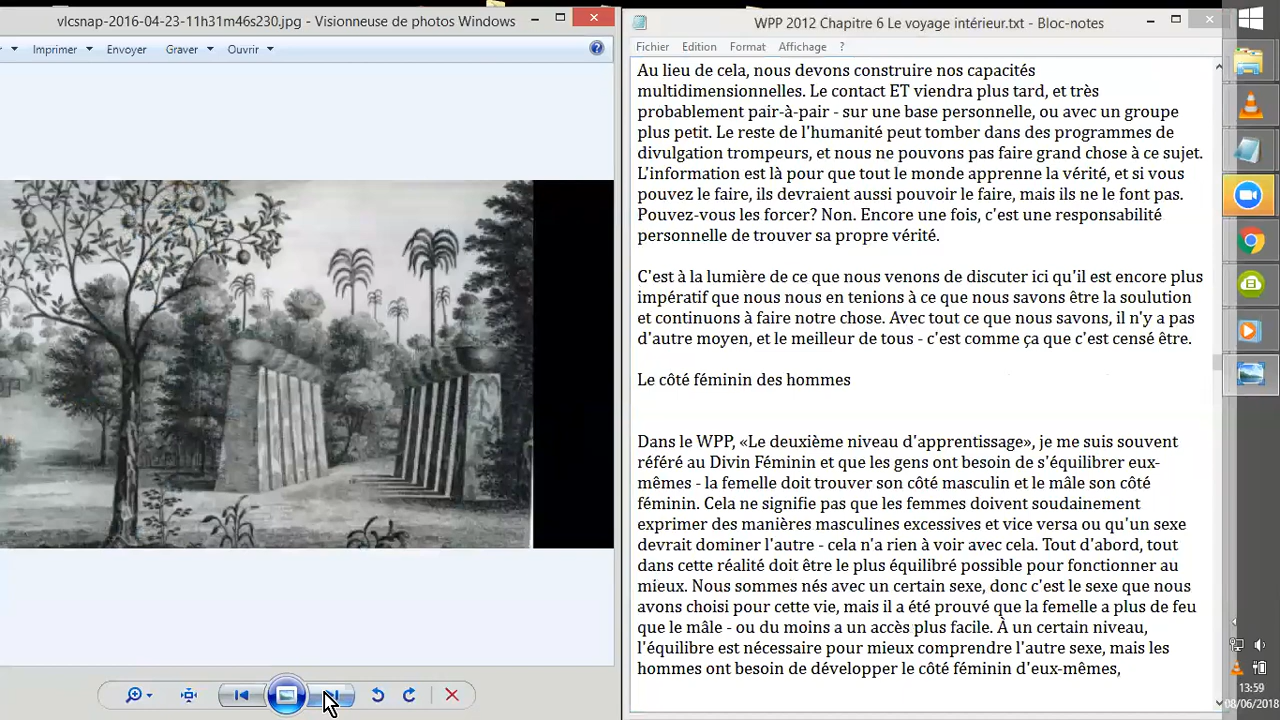 vlcsnap-2016-04-23-11h31m46s230.jpg - Visionneuse de photos Windows
Imprimer Envoyer Graver Ouvrir
WPP 2012 Chapitre 6 Le voyage intérieur.txt - Bloc-notes
Fichier Edition Format Affichage ?
Au lieu de cela, nous devons construire nos capacités
multidimensionnelles. Le contact ET viendra plus tard, et très
probablement pair-à-pair - sur une base personnelle, ou avec un groupe
plus petit. Le reste de l'humanité peut tomber dans des programmes de
divulgation trompeurs, et nous ne pouvons pas faire grand chose à ce sujet.
L'information est là pour que tout le monde apprenne la vérité, et si vous
pouvez le faire, ils devraient aussi pouvoir le faire, mais ils ne le font pas.
Pouvez-vous les forcer? Non. Encore une fois, c'est une responsabilité
personnelle de trouver sa propre vérité.
C'est à la lumière de ce que nous venons de discuter ici qu'il est encore plus
impératif que nous nous en tenions à ce que nous savons être la soulution
et continuons à faire notre chose. Avec tout ce que nous savons, il n'y a pas
d'autre moyen, et le meilleur de tous - c'est comme ça que c'est censé être.
Le côté féminin des hommes
Dans le WPP, «Le deuxième niveau d'apprentissage», je me suis souvent
référé au Divin Féminin et que les gens ont besoin de s'équilibrer eux-
mêmes - la femelle doit trouver son côté masculin et le mâle son côté
féminin. Cela ne signifie pas que les femmes doivent soudainement
exprimer des manières masculines excessives et vice versa ou qu'un sexe
devrait dominer l'autre - cela n'a rien à voir avec cela. Tout d'abord, tout
dans cette réalité doit être le plus équilibré possible pour fonctionner au
mieux. Nous sommes nés avec un certain sexe, donc c'est le sexe que nous
avons choisi pour cette vie, mais il a été prouvé que la femelle a plus de feu
que le mâle - ou du moins a un accès plus facile. À un certain niveau,
l'équilibre est nécessaire pour mieux comprendre l'autre sexe, mais les
hommes ont besoin de développer le côté féminin d'eux-mêmes,
13:59
08/06/2018